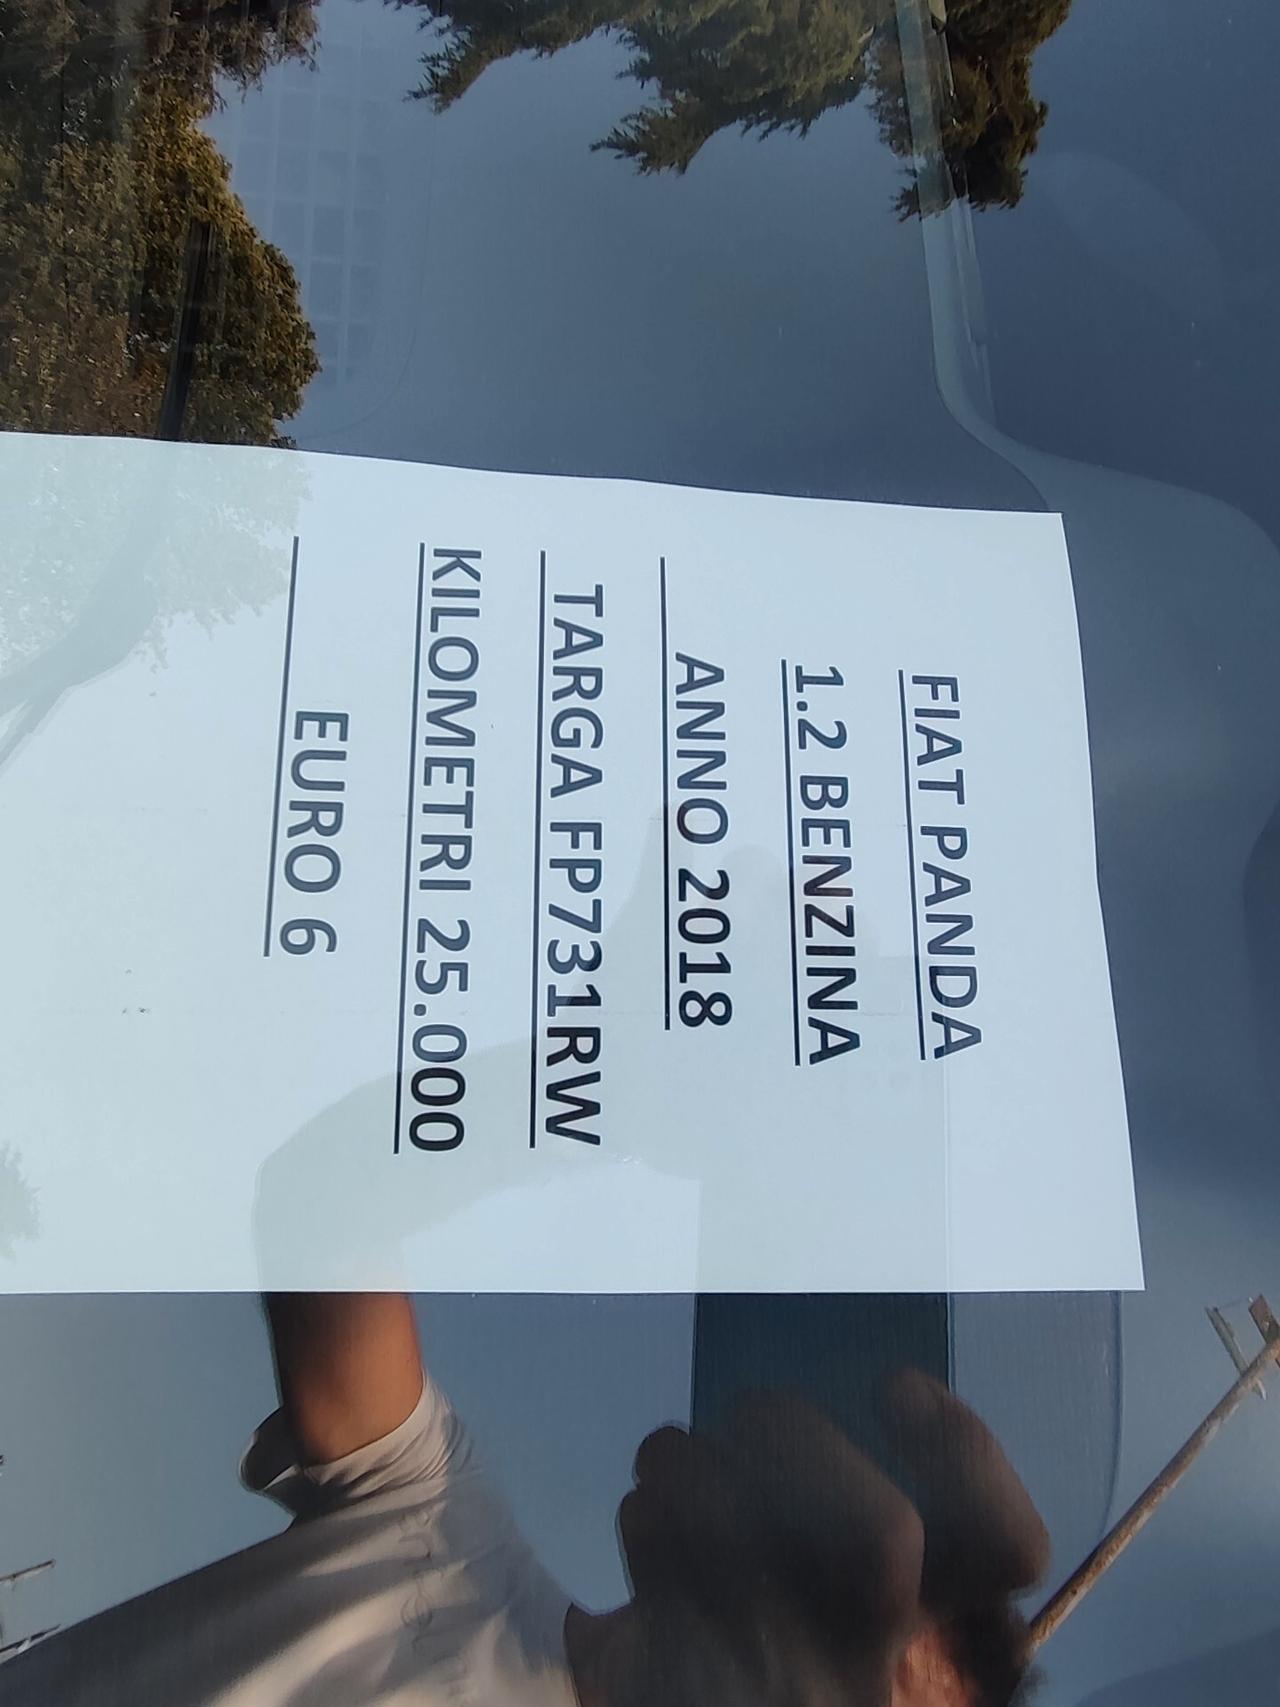 FIAT PANDA
1.2 BENZINA
ANNO 2018
TARGA FP731RW
KILOMETRI 25.000
EURO 6